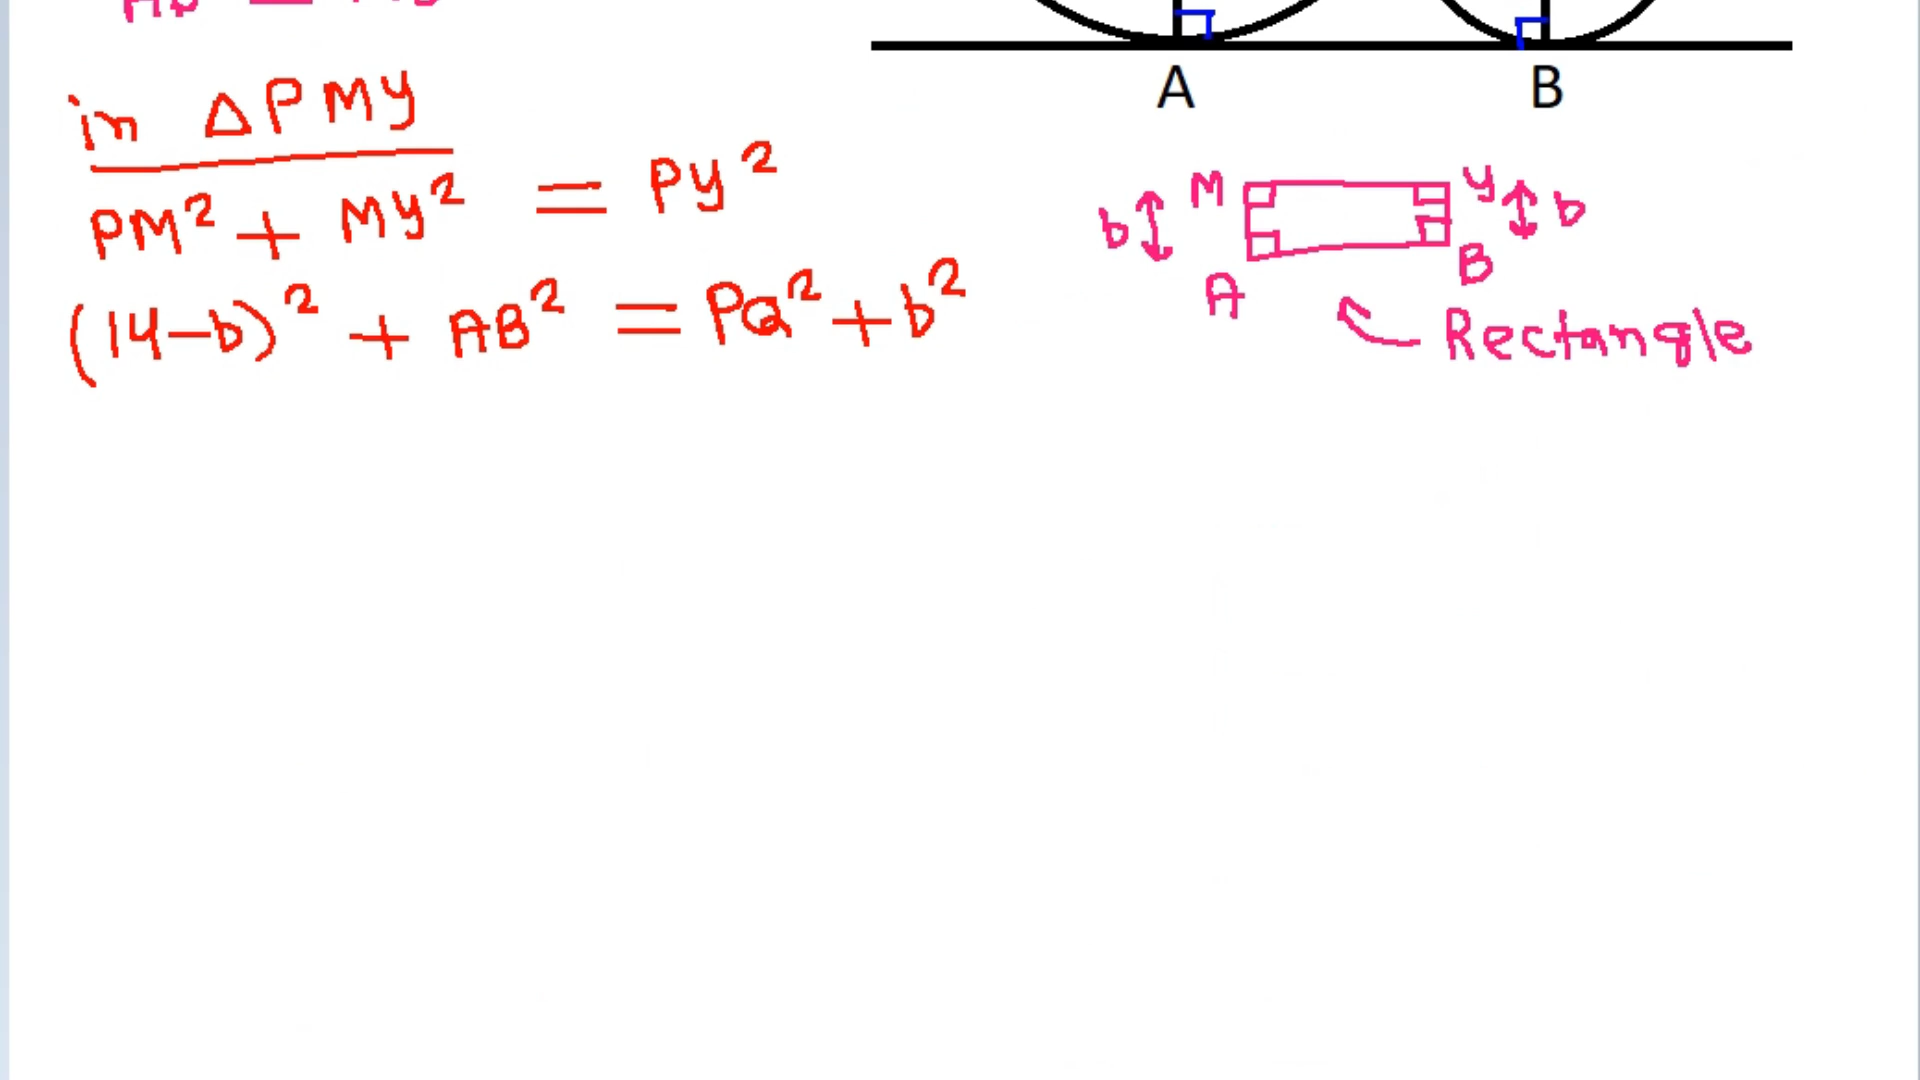 A B
in ΔPMY
PM² + MY² = PY²
(14-b)² + AB² = PQ² + b²
M y
b b
A B
Rectangle